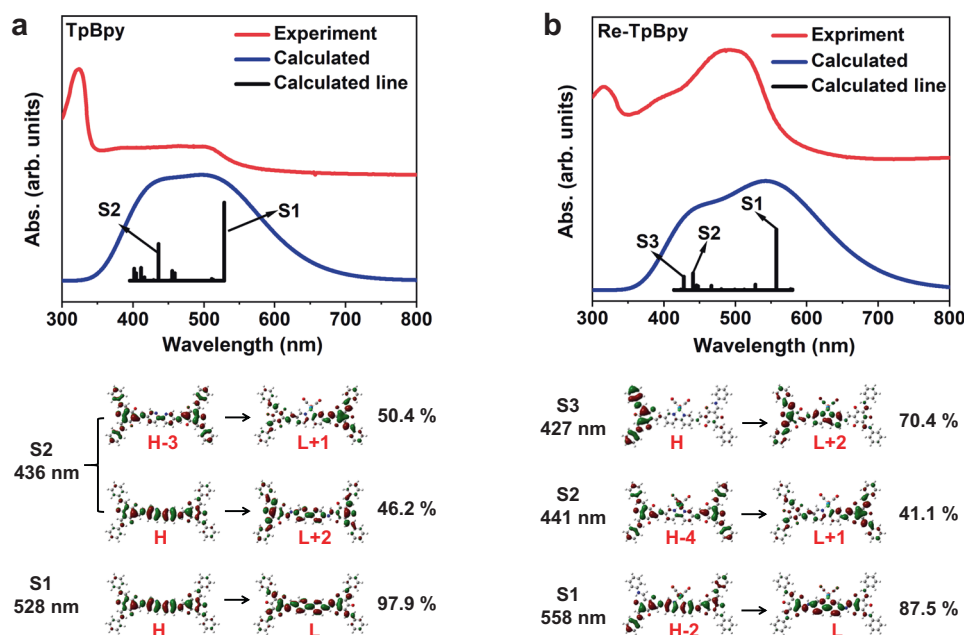 a
TpBpy
Experiment
Calculated
Calculated line
S2
S1
Abs. (arb. units)
300 400 500 600 700 800
Wavelength (nm)
S2
436 nm
H-3
L+1
50.4 %
H
L+2
46.2 %
S1
528 nm
H
L
97.9 %
b
Re-TpBpy
Expriment
Calculated
Calculated line
S3
S2
S1
Abs. (arb. units)
300 400 500 600 700 800
Wavelength (nm)
S3
427 nm
H
L+2
70.4 %
S2
441 nm
H-4
L+1
41.1 %
S1
558 nm
H-2
L
87.5 %